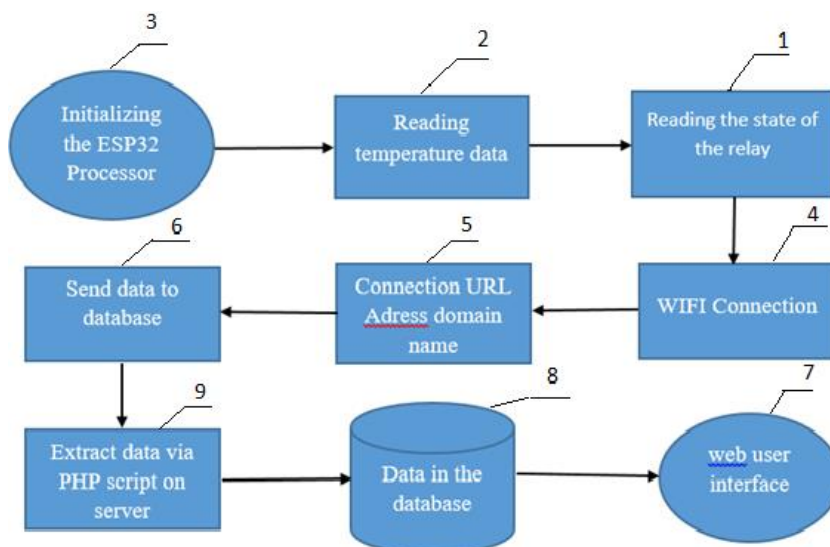 3
2
1
Initializing
the ESP32
Processor
Reading
temperature data
Reading the state of
the relay
6
5
4
Send data to
database
Connection URL
Adress domain
name
WIFI Connection
9
8
7
Extract data via
PHP script on
server
Data in the
database
web user
interface